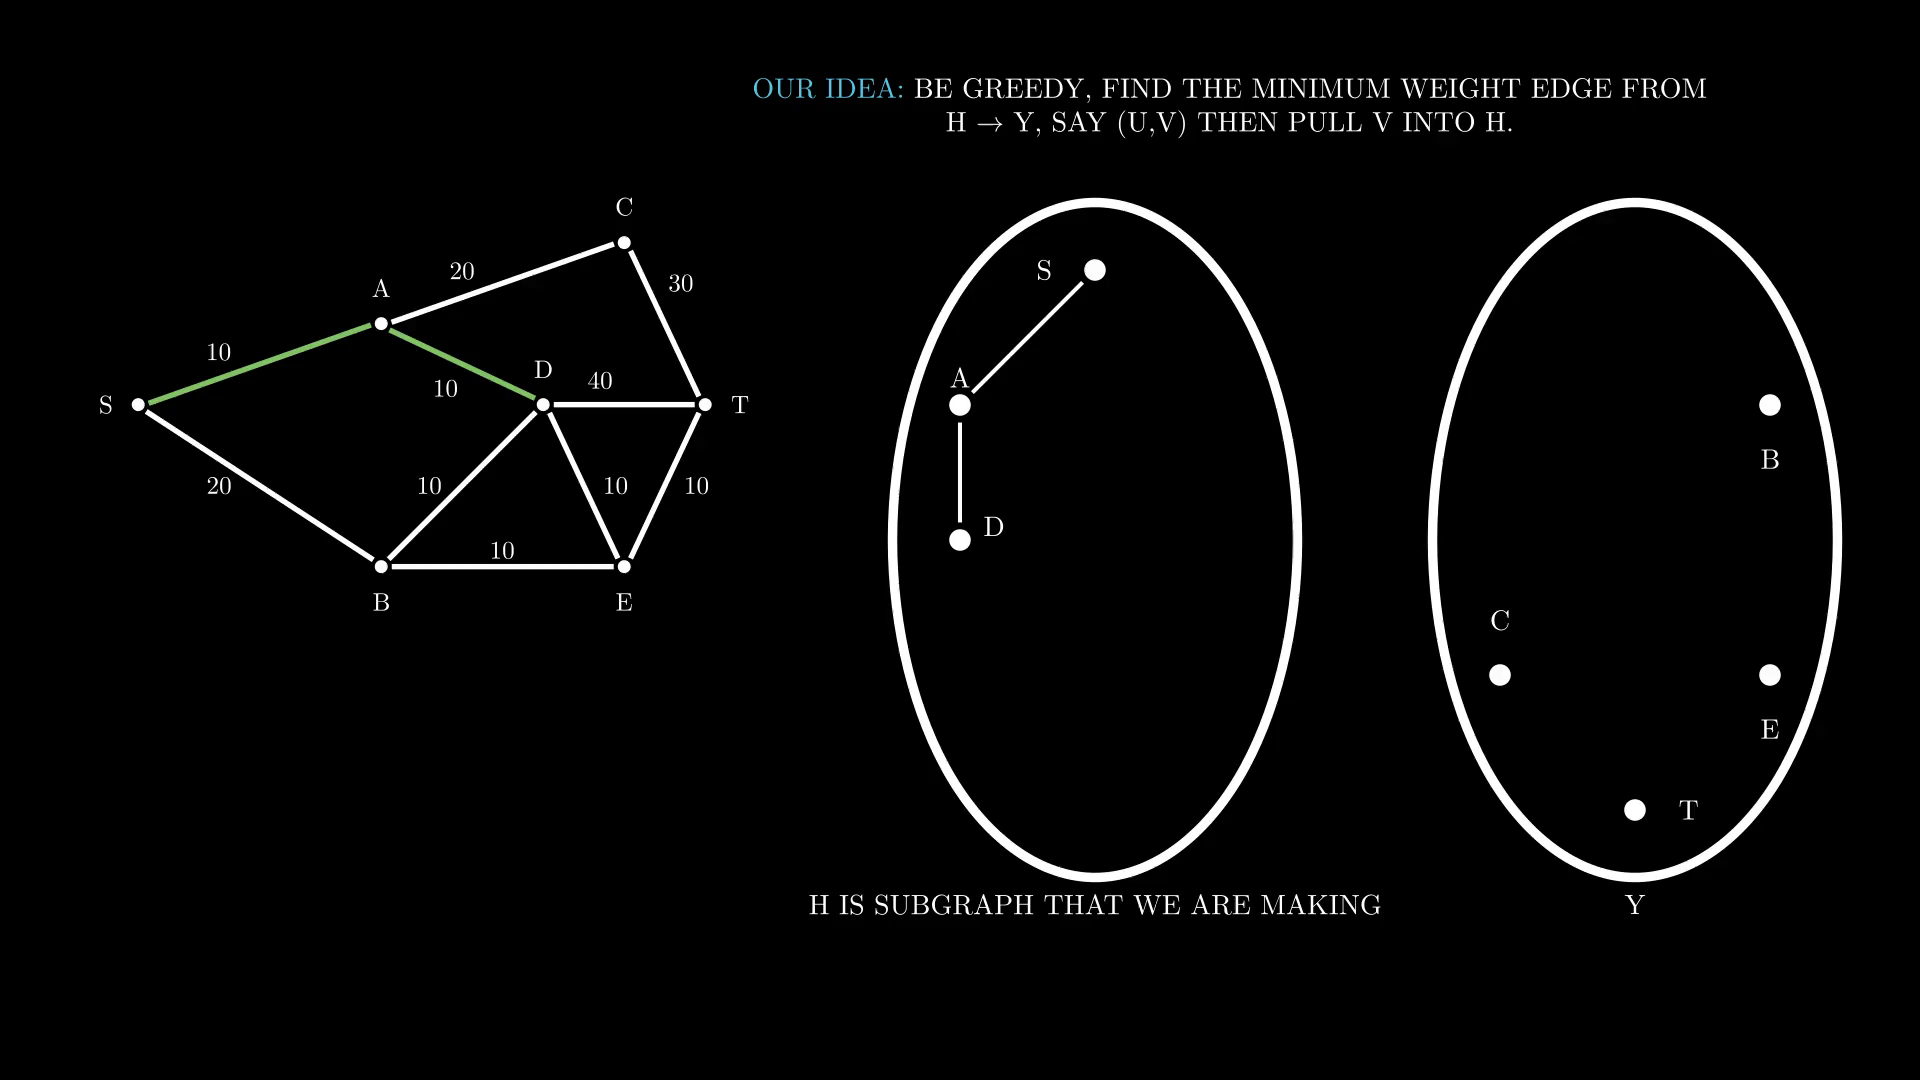 OUR IDEA: BE GREEDY, FIND THE MINIMUM WEIGHT EDGE FROM
H → Y, SAY (U,V) THEN PULL V INTO H.
C
20
30
A
10
D
10
40
S
T
20
10
10
10
10
B
E
S
A
D
H IS SUBGRAPH THAT WE ARE MAKING
B
C
E
T
Y